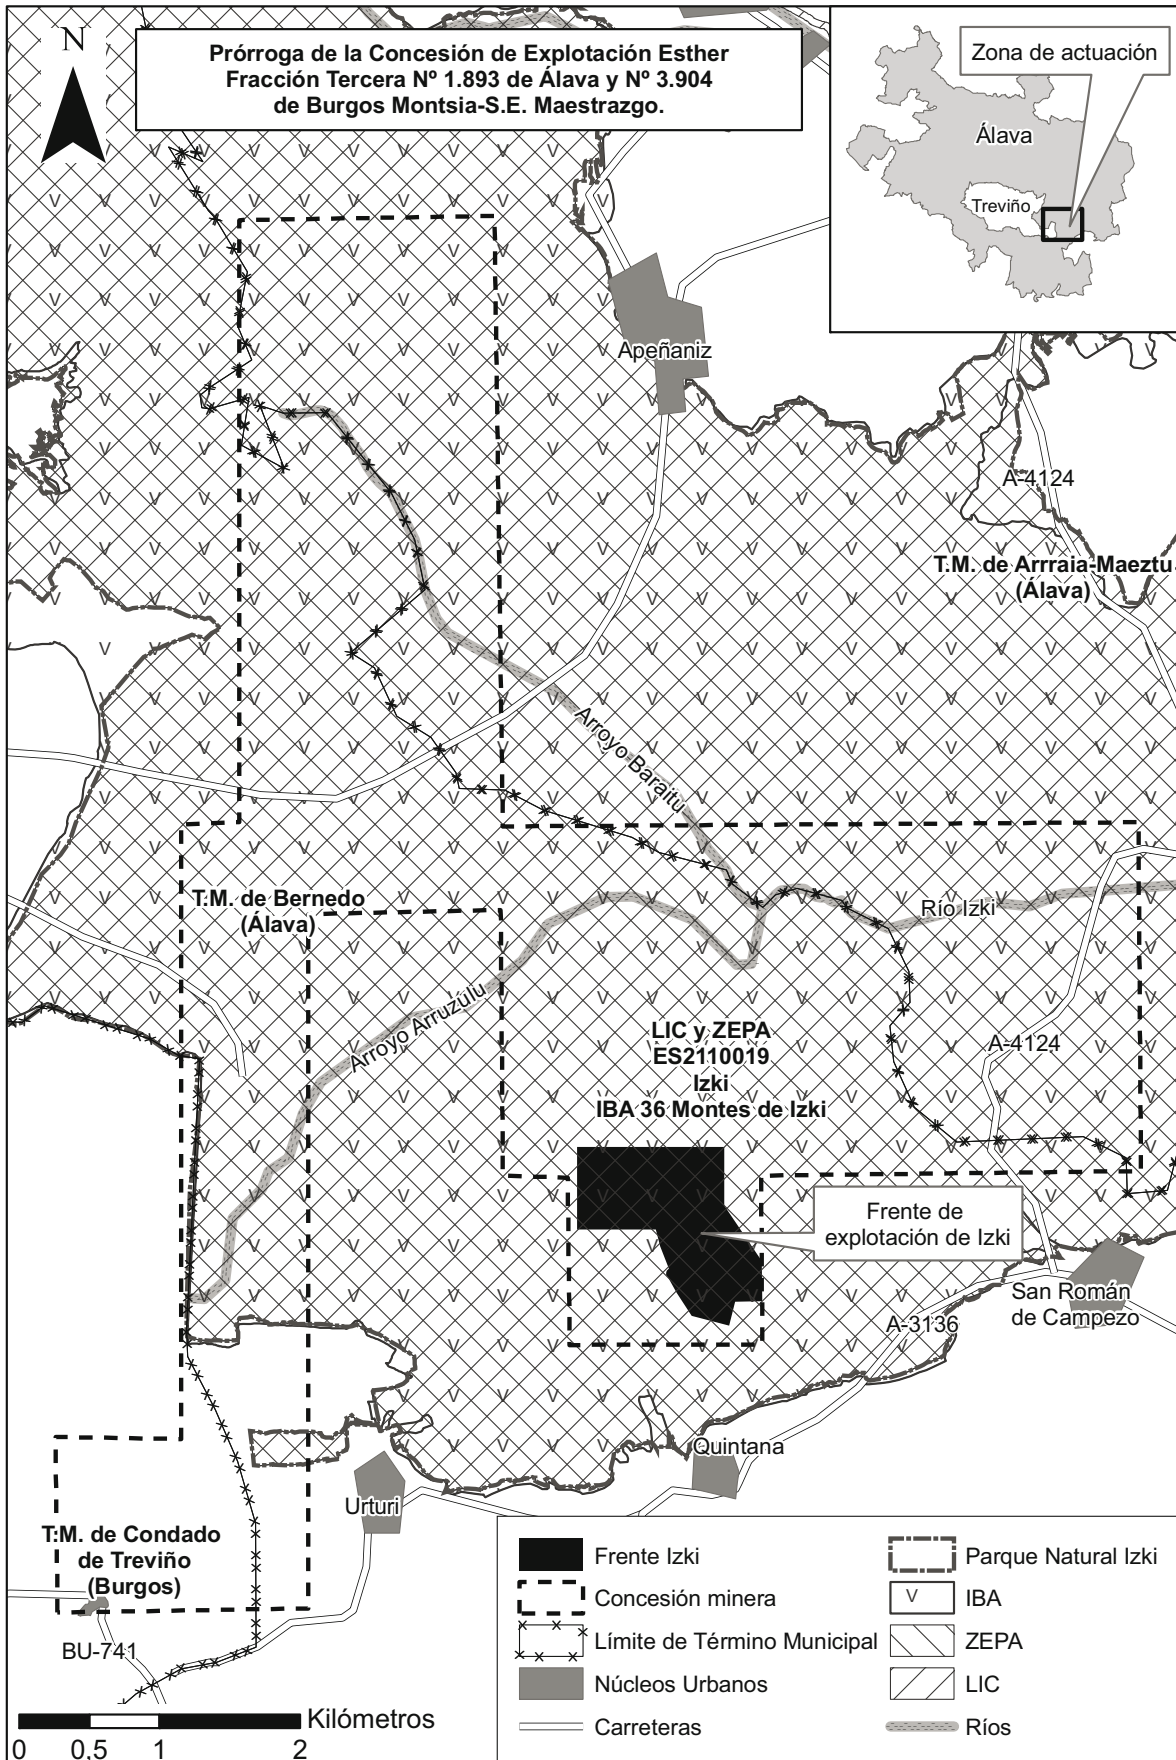 N
Prórroga de la Concesión de Explotación Esther
Fracción Tercera Nº 1.893 de Álava y Nº 3.904
de Burgos Montsia-S.E. Maestrazgo.
Zona de actuación
Álava
Treviño
Apeñaniz
A-4124
T.M. de Arrraia-Maeztu
(Álava)
Arroyo Baraitu
T.M. de Bernedo
(Álava)
Río Izki
Arroyo Arruzúlu
LIC y ZEPA
ES2110019
Izki
IBA 36 Montes de Izki
A-4124
Frente de
explotación de Izki
San Román
de Campezo
A-3136
Quintana
Urturi
T.M. de Condado
de Treviño
(Burgos)
BU-741
Frente Izki
Concesión minera
Límite de Término Municipal
Núcleos Urbanos
Carreteras
Parque Natural Izki
V IBA
ZEPA
LIC
Ríos
Kilómetros
0 0,5 1 2